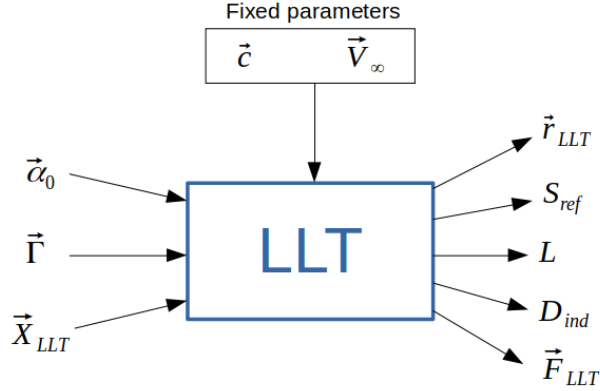 Fixed parameters
c⃗ V⃗∞
α⃗0
Γ⃗
X⃗LLT
LLT
r⃗LLT
Sref
L
Dind
F⃗LLT